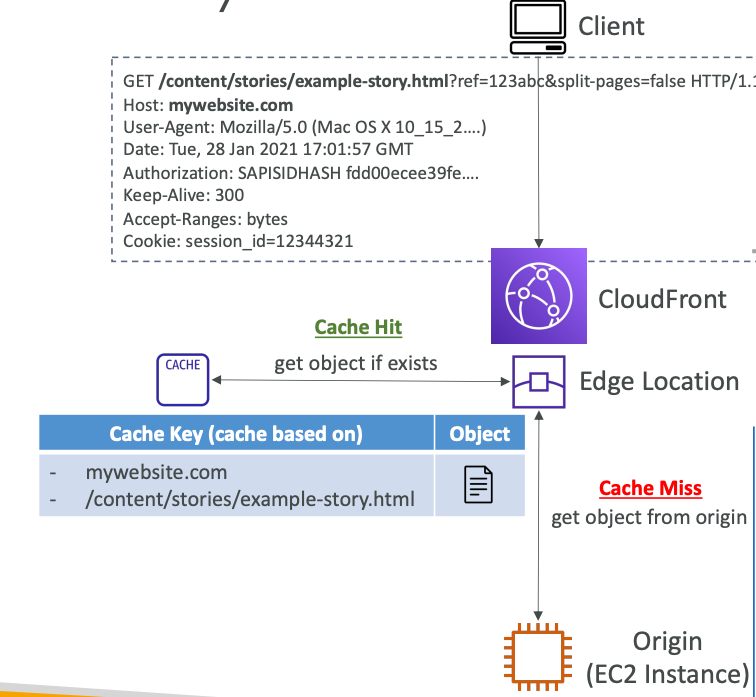 Client
GET /content/stories/example-story.html?ref=123abc&split-pages=false HTTP/1.1
Host: mywebsite.com
User-Agent: Mozilla/5.0 (Mac OS X 10_15_2....)
Date: Tue, 28 Jan 2021 17:01:57 GMT
Authorization: SAPISIDHASH fdd00ecee39fe....
Keep-Alive: 300
Accept-Ranges: bytes
Cookie: session_id=12344321
CloudFront
Cache Hit
get object if exists
CACHE
Edge Location
Cache Key (cache based on) Object
- mywebsite.com
- /content/stories/example-story.html
Cache Miss
get object from origin
Origin
(EC2 Instance)